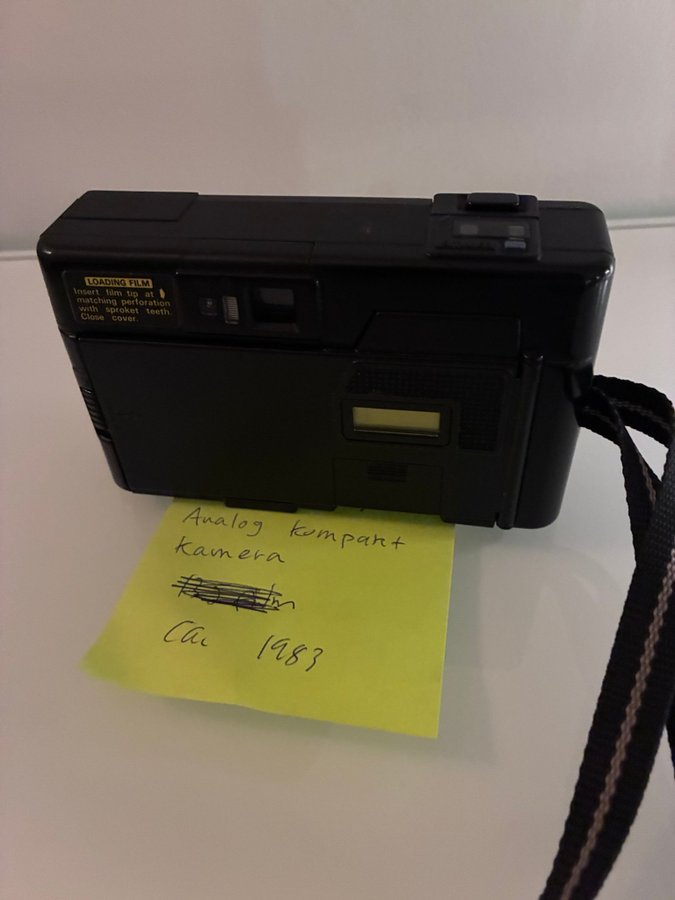 LOADING FILM
Insert film tip at
matching perforation
with sproket teeth.
Close cover.
Analog kompakt
kamera
Ca. 1983